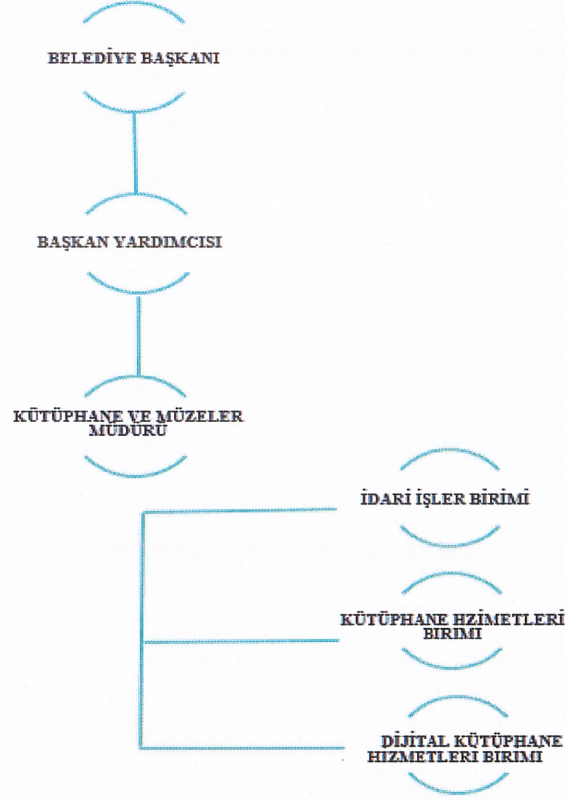 BELEDİYE BAŞKANI
BAŞKAN YARDIMCISI
KÜTÜPHANE VE MÜZELER
MÜDÜRÜ
İDARİ İŞLER BİRİMİ
KÜTÜPHANE HZİMETLERİ
BİRİMİ
DİJİTAL KÜTÜPHANE
HİZMETLERİ BİRİMİ